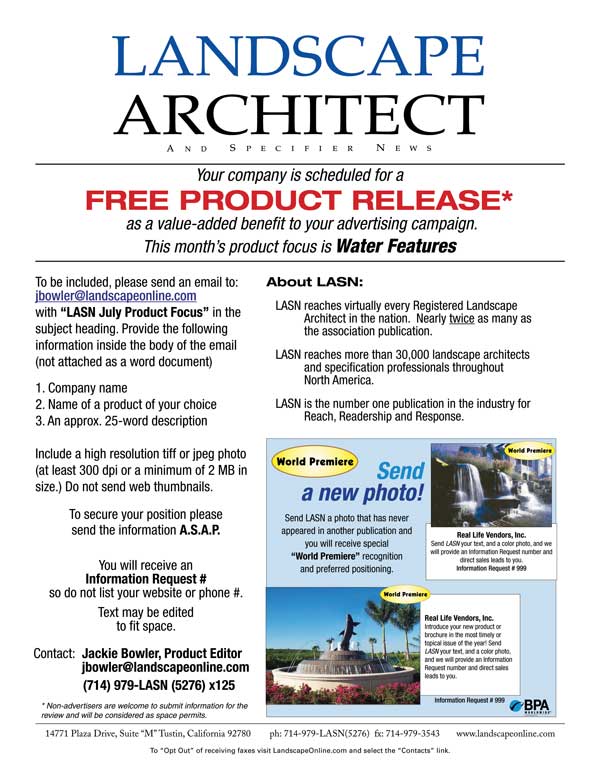 LANDSCAPE
ARCHITECT
AND SPECIFIER NEWS
Your company is scheduled for a
FREE PRODUCT RELEASE*
as a value-added benefit to your advertising campaign.
This month's product focus is Water Features
To be included, please send an email to:
jbowler@landscapeonline.com
with “LASN July Product Focus” in the
subject heading. Provide the following
information inside the body of the email
(not attached as a word document)
1. Company name
2. Name of a product of your choice
3. An approx. 25-word description
Include a high resolution tiff or jpeg photo
(at least 300 dpi or a minimum of 2 MB in
size.) Do not send web thumbnails.
To secure your position please
send the information A.S.A.P.
You will receive an
Information Request #
so do not list your website or phone #.
Text may be edited
to fit space.
Contact: Jackie Bowler, Product Editor
jbowler@landscapeonline.com
(714) 979-LASN (5276) x125
* Non-advertisers are welcome to submit information for the
review and will be considered as space permits.
About LASN:
LASN reaches virtually every Registered Landscape
Architect in the nation. Nearly twice as many as
the association publication.
LASN reaches more than 30,000 landscape architects
and specification professionals throughout
North America.
LASN is the number one publication in the industry for
Reach, Readership and Response.
World Premiere
Send
a new photo!
Send LASN a photo that has never
appeared in another publication and
you will receive special
“World Premiere” recognition
and preferred positioning.
World Premiere
Real Life Vendors, Inc.
Send LASN your text, and a color photo, and we
will provide an Information Request number and
direct sales leads to you.
Information Request # 999
World Premiere
Real Life Vendors, Inc.
Introduce your new product or
brochure in the most timely or
topical issue of the year! Send
LASN your text, and a color photo,
and we will provide an Information
Request number and direct sales
leads to you.
Information Request # 999
BPA
WORLDWIDE
14771 Plaza Drive, Suite “M” Tustin, California 92780 ph: 714-979-LASN(5276) fx: 714-979-3543 www.landscapeonline.com
To “Opt Out” of receiving faxes visit LandscapeOnline.com and select the “Contacts” link.